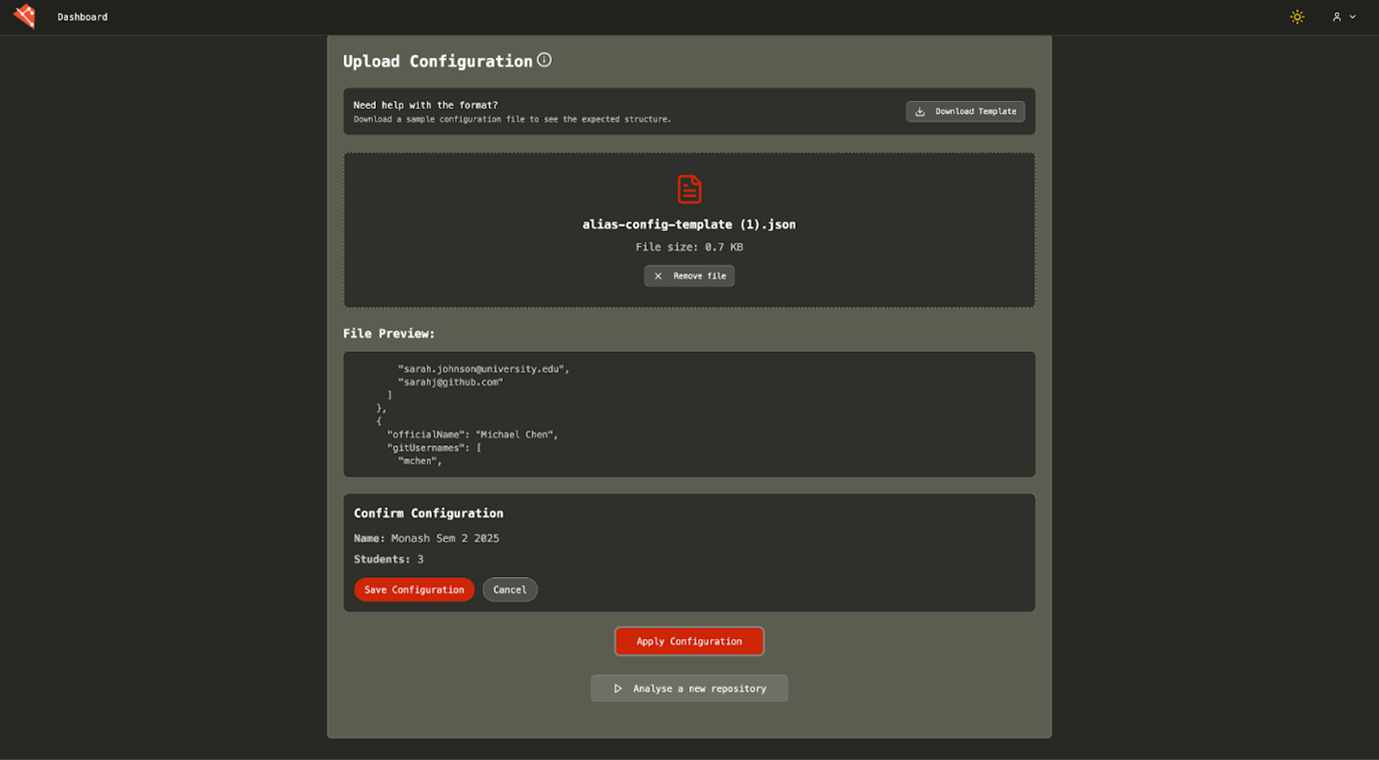 Dashboard
Upload Configuration
Need help with the format?
Download a sample configuration file to see the expected structure.
Download Template
alias-config-template (1).json
File size: 0.7 KB
Remove file
File Preview:
"sarah.johnson@university.edu",
"sarahj@github.com"
]
},
{
"officialName": "Michael Chen",
"gitUsernames": [
"mchen",
Confirm Configuration
Name: Monash Sem 2 2025
Students: 3
Save Configuration
Cancel
Apply Configuration
Analyse a new repository